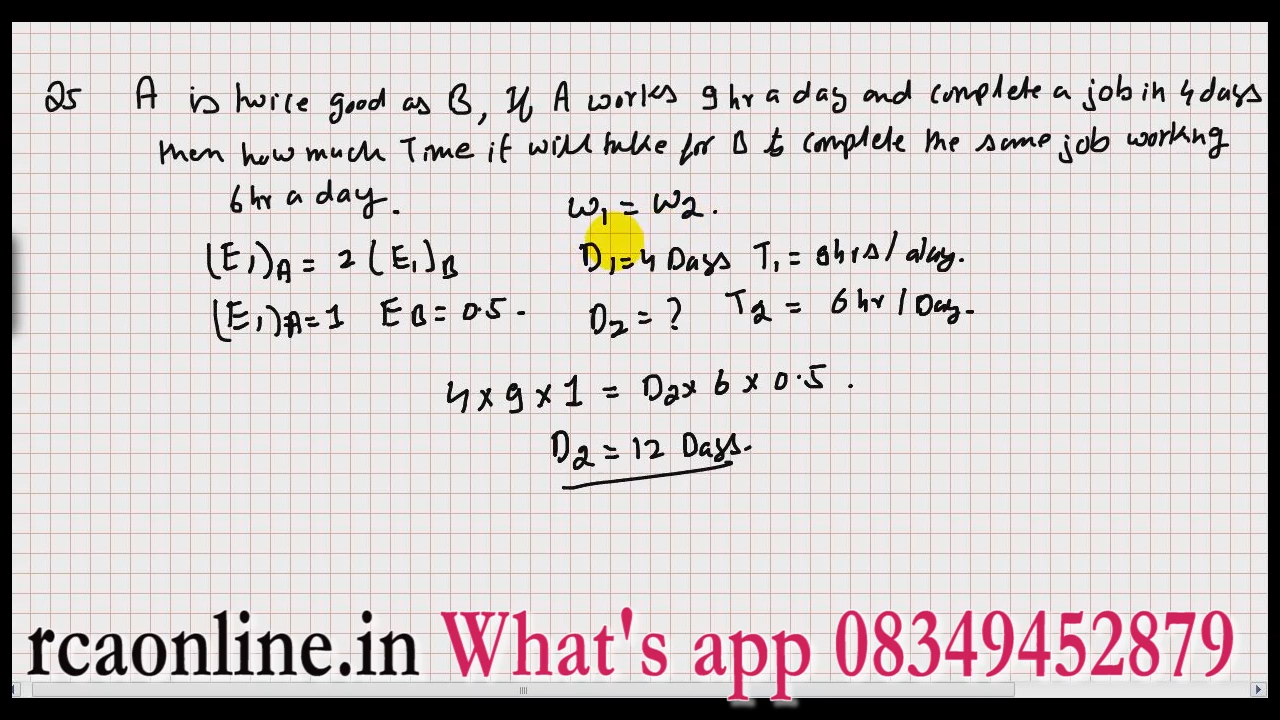 25 A is twice good as B, If A works 9 hr a day and complete a job in 4 days
then how much Time it will take for B to complete the same job working
6 hr a day.
W1 = W2.
(E1)A = 2 (E1)B D1 = 4 Days T1 = 9 hrs / day.
(E1)A = 1 EB = 0.5. D2 = ? T2 = 6 hr / Day.
4 x 9 x 1 = D2 x 6 x 0.5.
D2 = 12 Days.
rcaonline.in What's app 08349452879